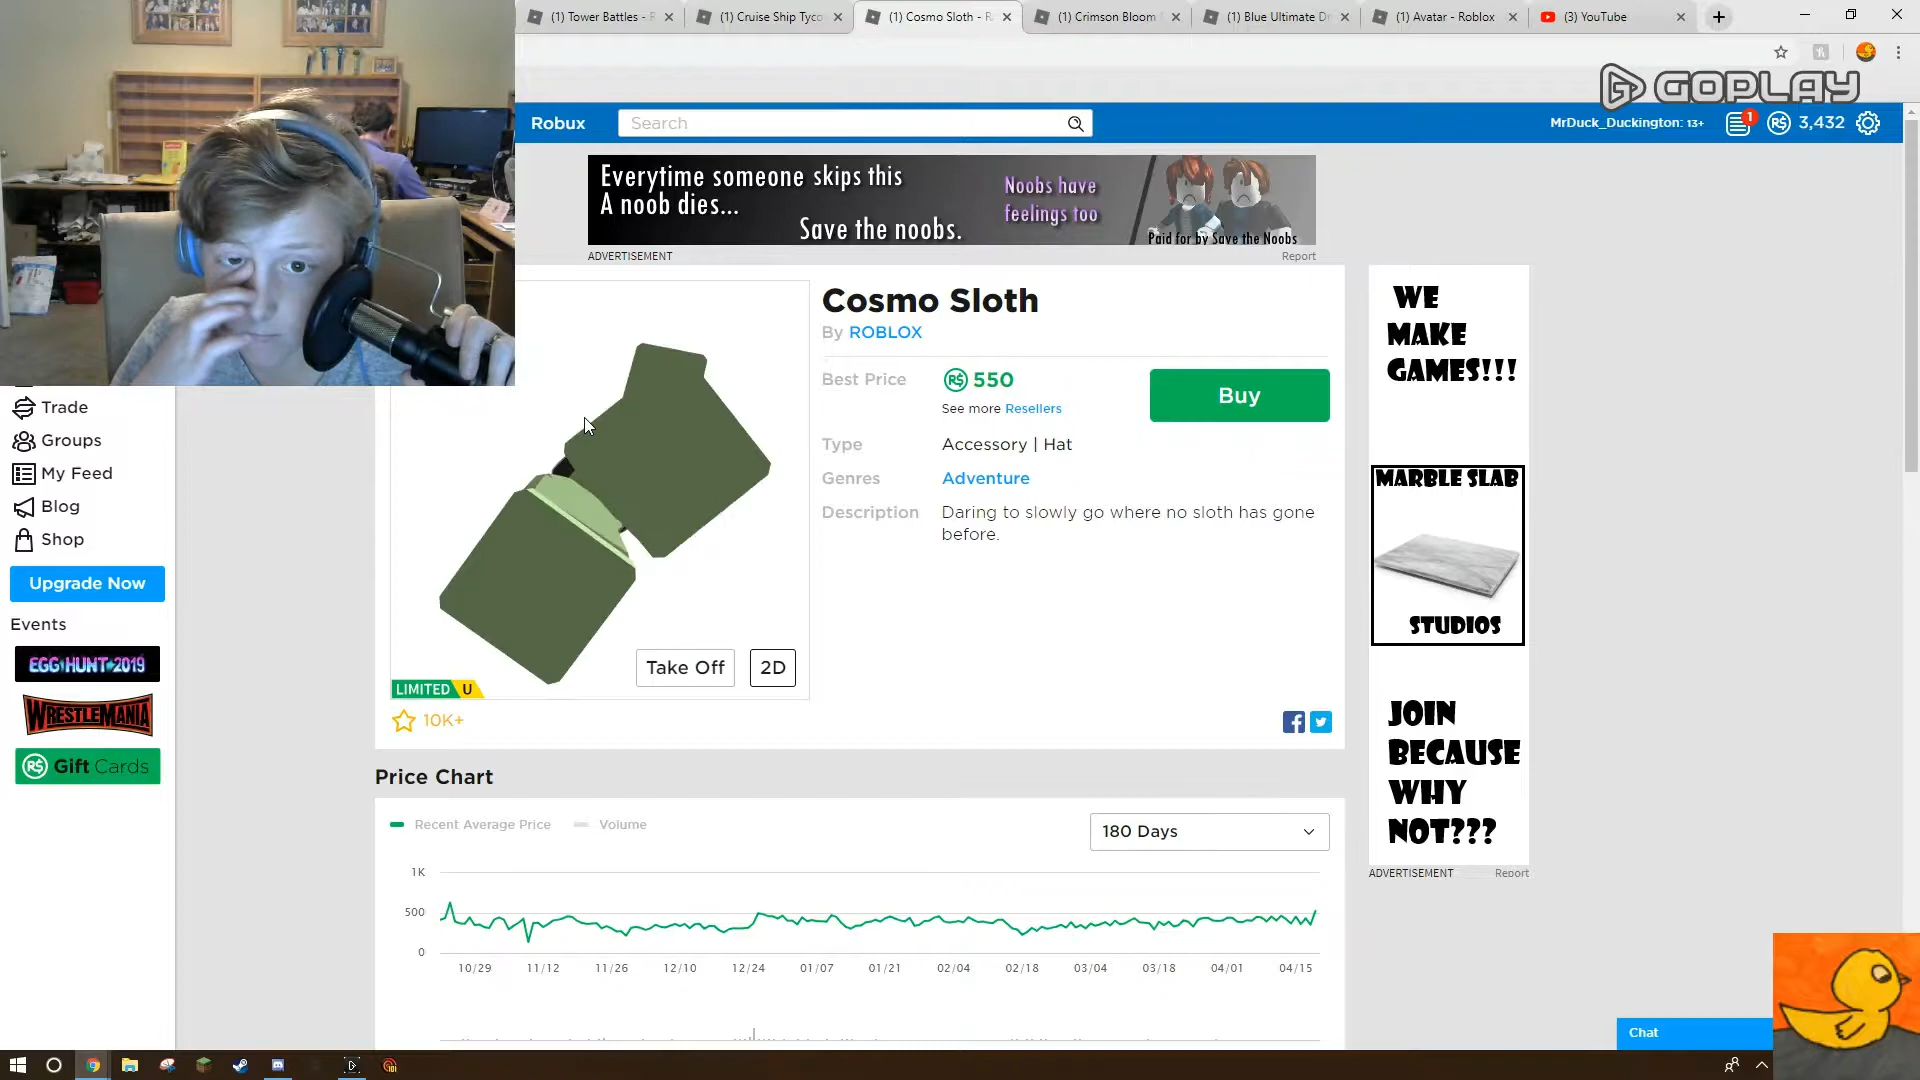 (1) Tower Battles - R
(1) Cruise Ship Tyco
(1) Cosmo Sloth - R
(1) Crimson Bloom
(1) Blue Ultimate D
(1) Avatar - Roblox
(3) YouTube
GOPLAY
Robux
Search
MrDuck_Duckington: 13+
1
3,432
Everytime someone skips this
A noob dies...
Save the noobs.
Noobs have
feelings too
Paid for by Save the Noobs
ADVERTISEMENT
Report
Cosmo Sloth
By ROBLOX
Best Price
R$ 550
See more Resellers
Buy
Type
Accessory | Hat
Genres
Adventure
Description
Daring to slowly go where no sloth has gone
before.
Take Off
2D
LIMITED U
10K+
Trade
Groups
My Feed
Blog
Shop
Upgrade Now
Events
EGG HUNT 2019
WRESTLEMANIA
R$ Gift Cards
Price Chart
Recent Average Price
Volume
180 Days
1K
500
0
10/29
11/12
11/26
12/10
12/24
01/07
01/21
02/04
02/18
03/04
03/18
04/01
04/15
WE
MAKE
GAMES!!!
MARBLE SLAB
STUDIOS
JOIN
BECAUSE
WHY
NOT???
ADVERTISEMENT
Report
Chat